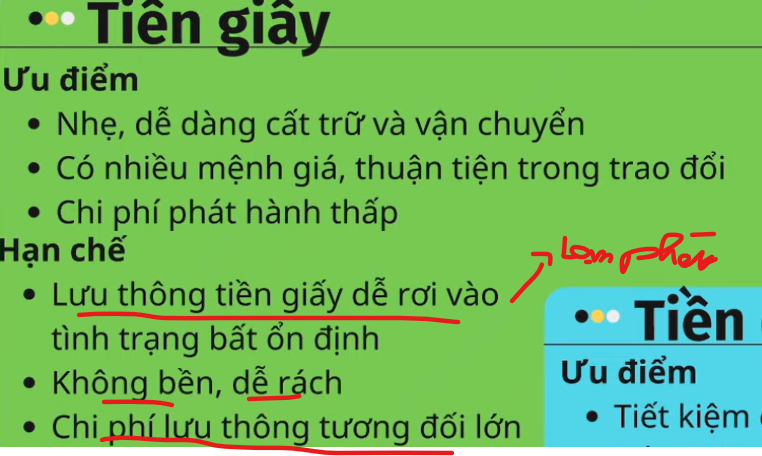 Tiền giấy
Ưu điểm
Nhẹ, dễ dàng cất trữ và vận chuyển
Có nhiều mệnh giá, thuận tiện trong trao đổi
Chi phí phát hành thấp
Hạn chế
Lưu thông tiền giấy dễ rơi vào
tình trạng bất ổn định
Không bền, dễ rách
Chi phí lưu thông tương đối lớn
Tiền
Ưu điểm
Tiết kiệm